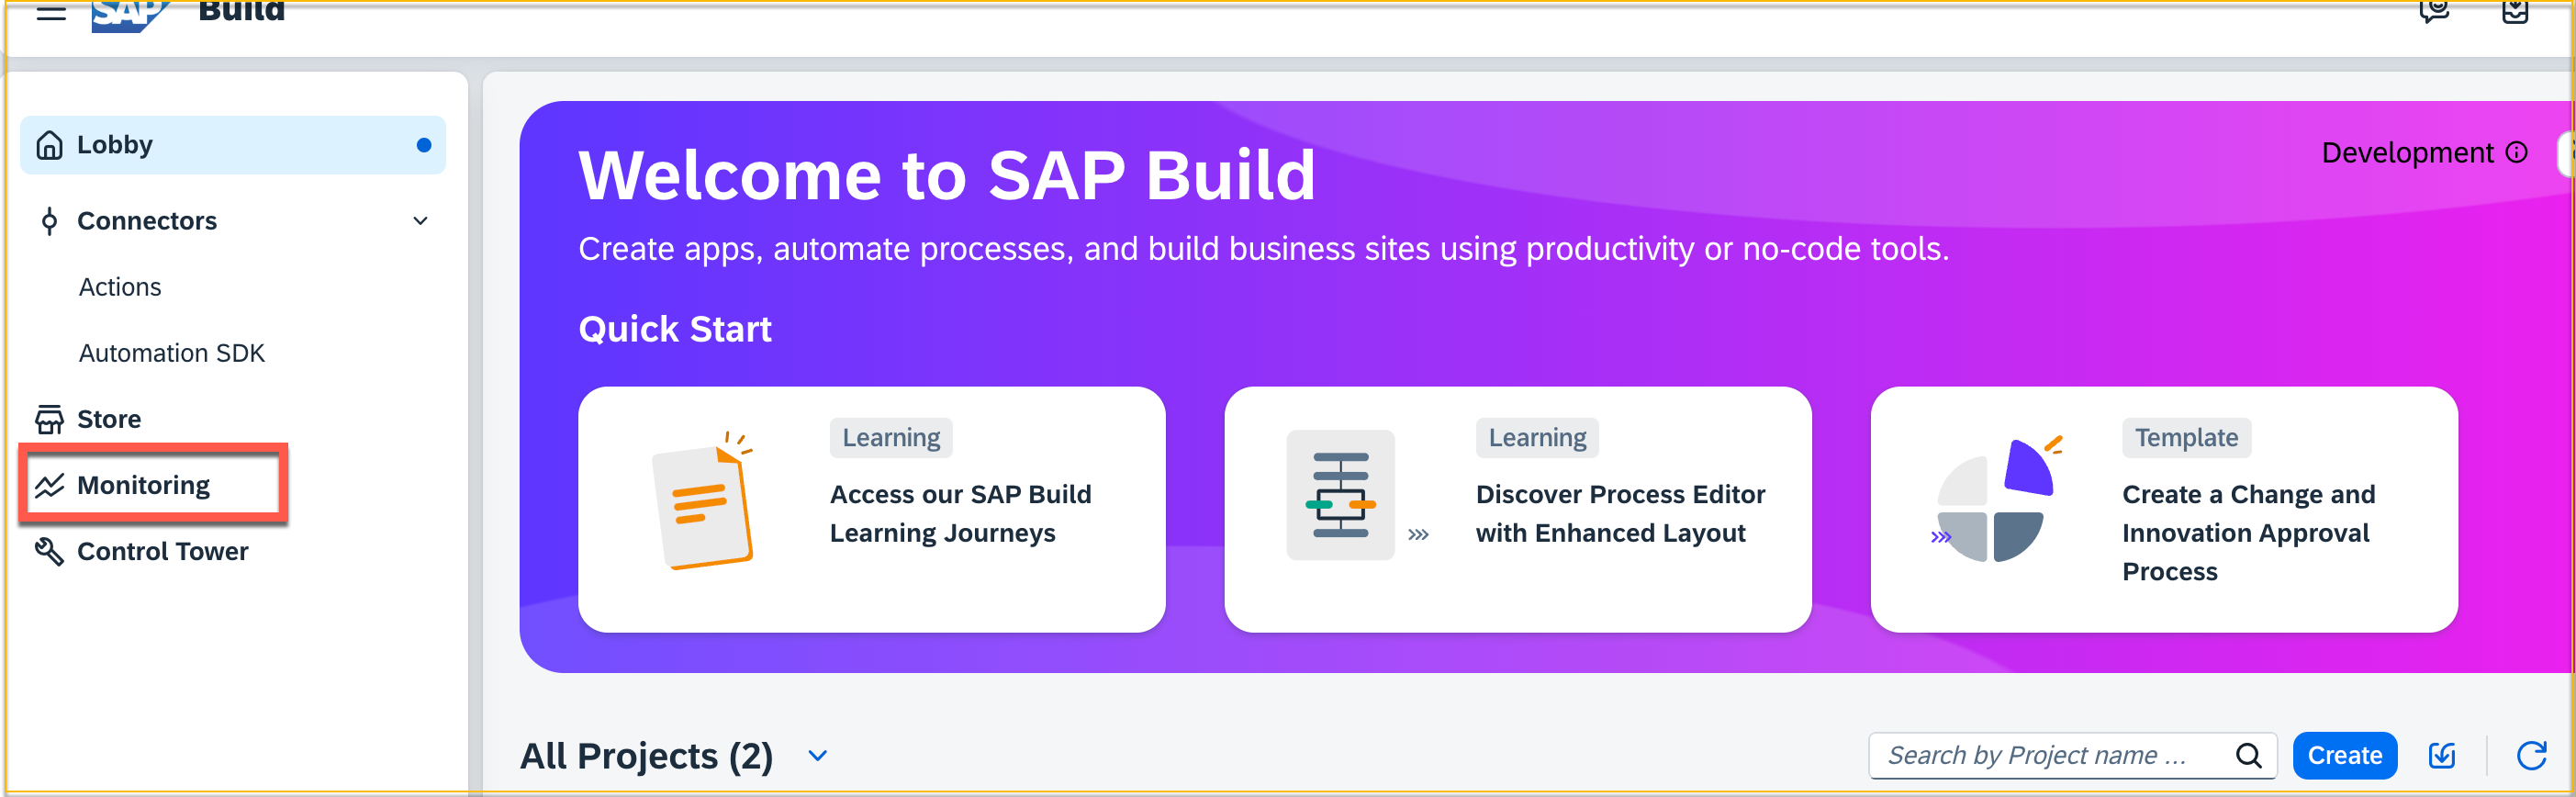 SAP Build
Lobby
Connectors
Actions
Automation SDK
Store
Monitoring
Control Tower
Welcome to SAP Build
Development
Create apps, automate processes, and build business sites using productivity or no-code tools.
Quick Start
Learning
Access our SAP Build
Learning Journeys
Learning
Discover Process Editor
with Enhanced Layout
Template
Create a Change and
Innovation Approval
Process
All Projects (2)
Search by Project name ...
Create